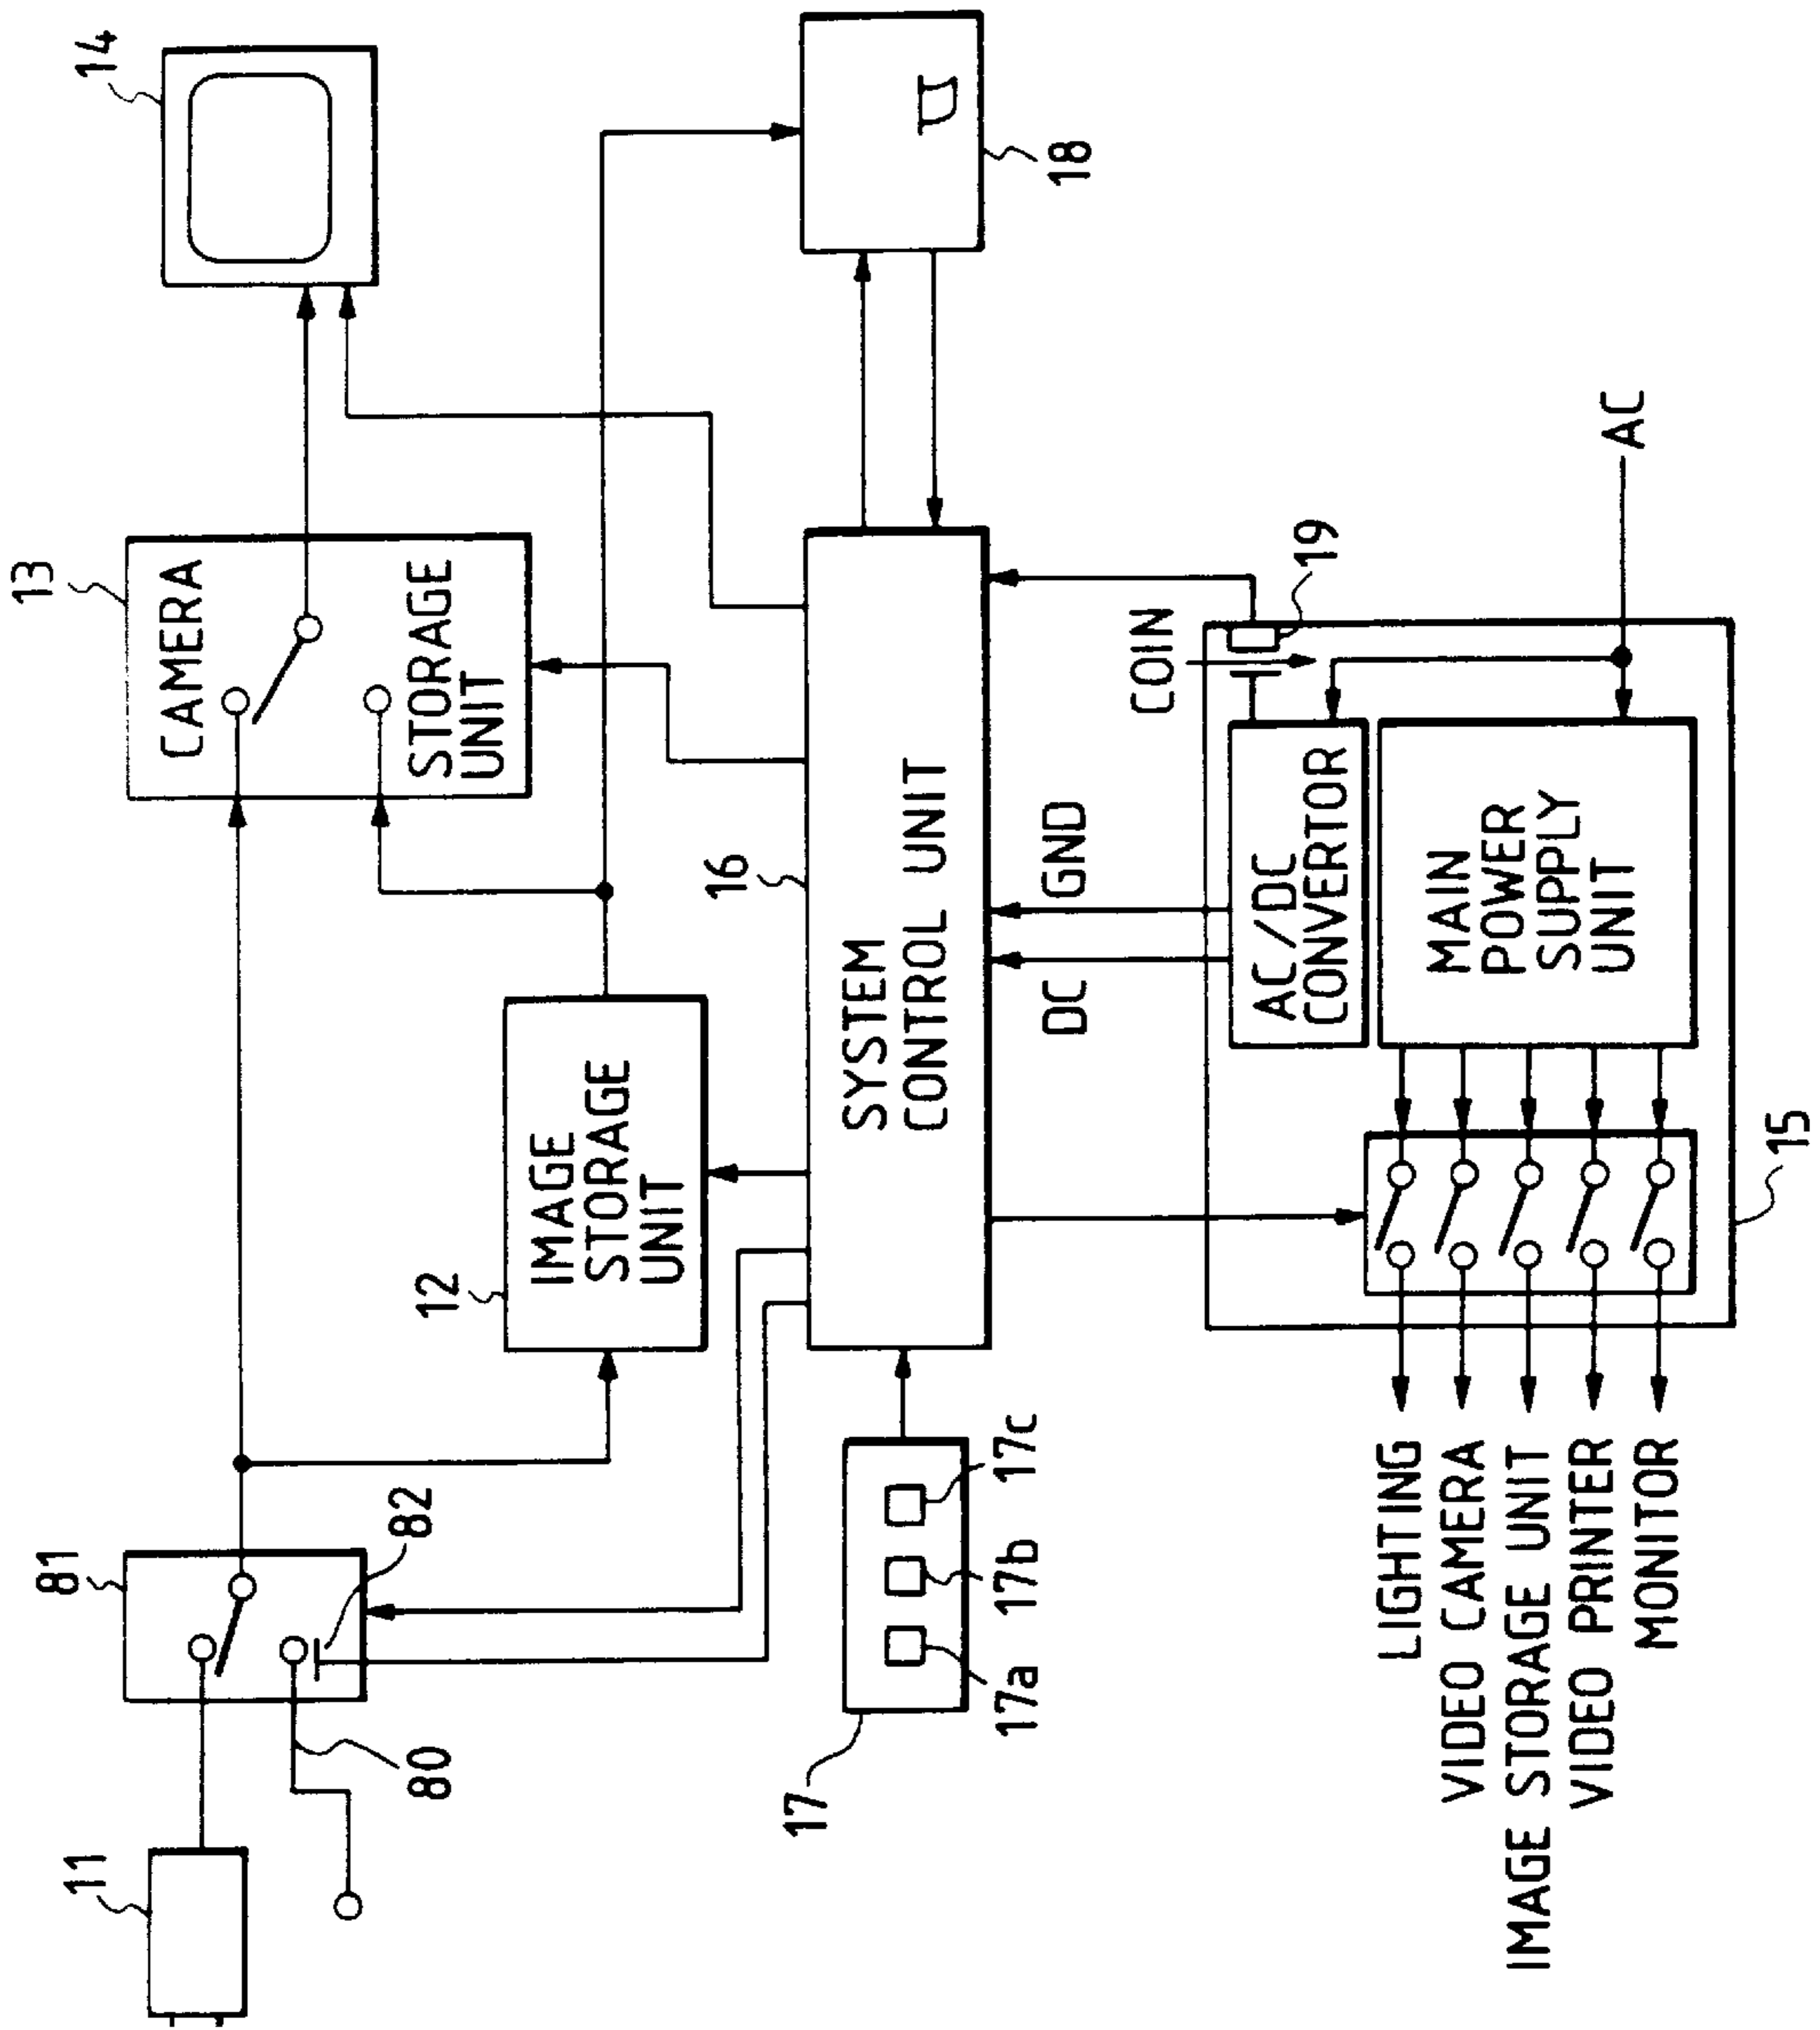 11
81
80
82
13
CAMERA
STORAGE
UNIT
14
12
IMAGE
STORAGE
UNIT
16
SYSTEM
CONTROL UNIT
17
17a
17b
17c
18
DC
GND
COIN
19
AC
AC/DC
CONVERTOR
MAIN
POWER
SUPPLY
UNIT
15
LIGHTING
VIDEO CAMERA
IMAGE STORAGE UNIT
VIDEO PRINTER
MONITOR